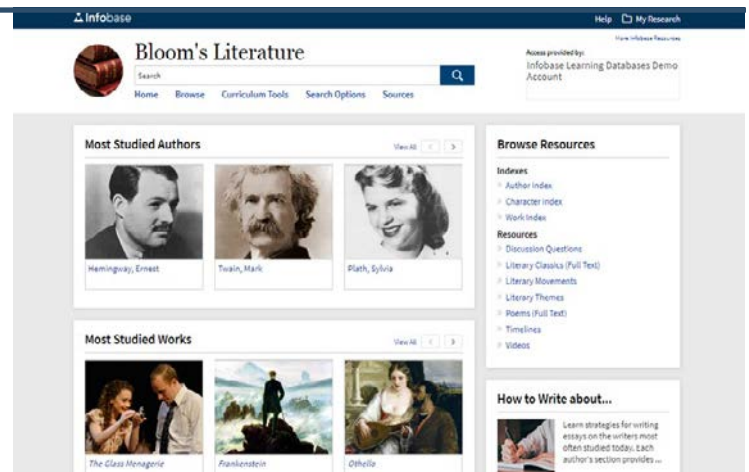 Infobase
Help My Research
More Infobase Resources
Bloom's Literature
Search
Home Browse Curriculum Tools Search Options Sources
Access provided by:
Infobase Learning Databases Demo
Account
Most Studied Authors
View All
Hemingway, Ernest
Twain, Mark
Plath, Sylvia
Most Studied Works
View All
The Glass Menagerie
Frankenstein
Othello
Browse Resources
Indexes
Author Index
Character Index
Work Index
Resources
Discussion Questions
Literary Classics (Full Text)
Literary Movements
Literary Themes
Poems (Full Text)
Timelines
Videos
How to Write about...
Learn strategies for writing
essays on the writers most
often studied today. Each
author's section provides ...